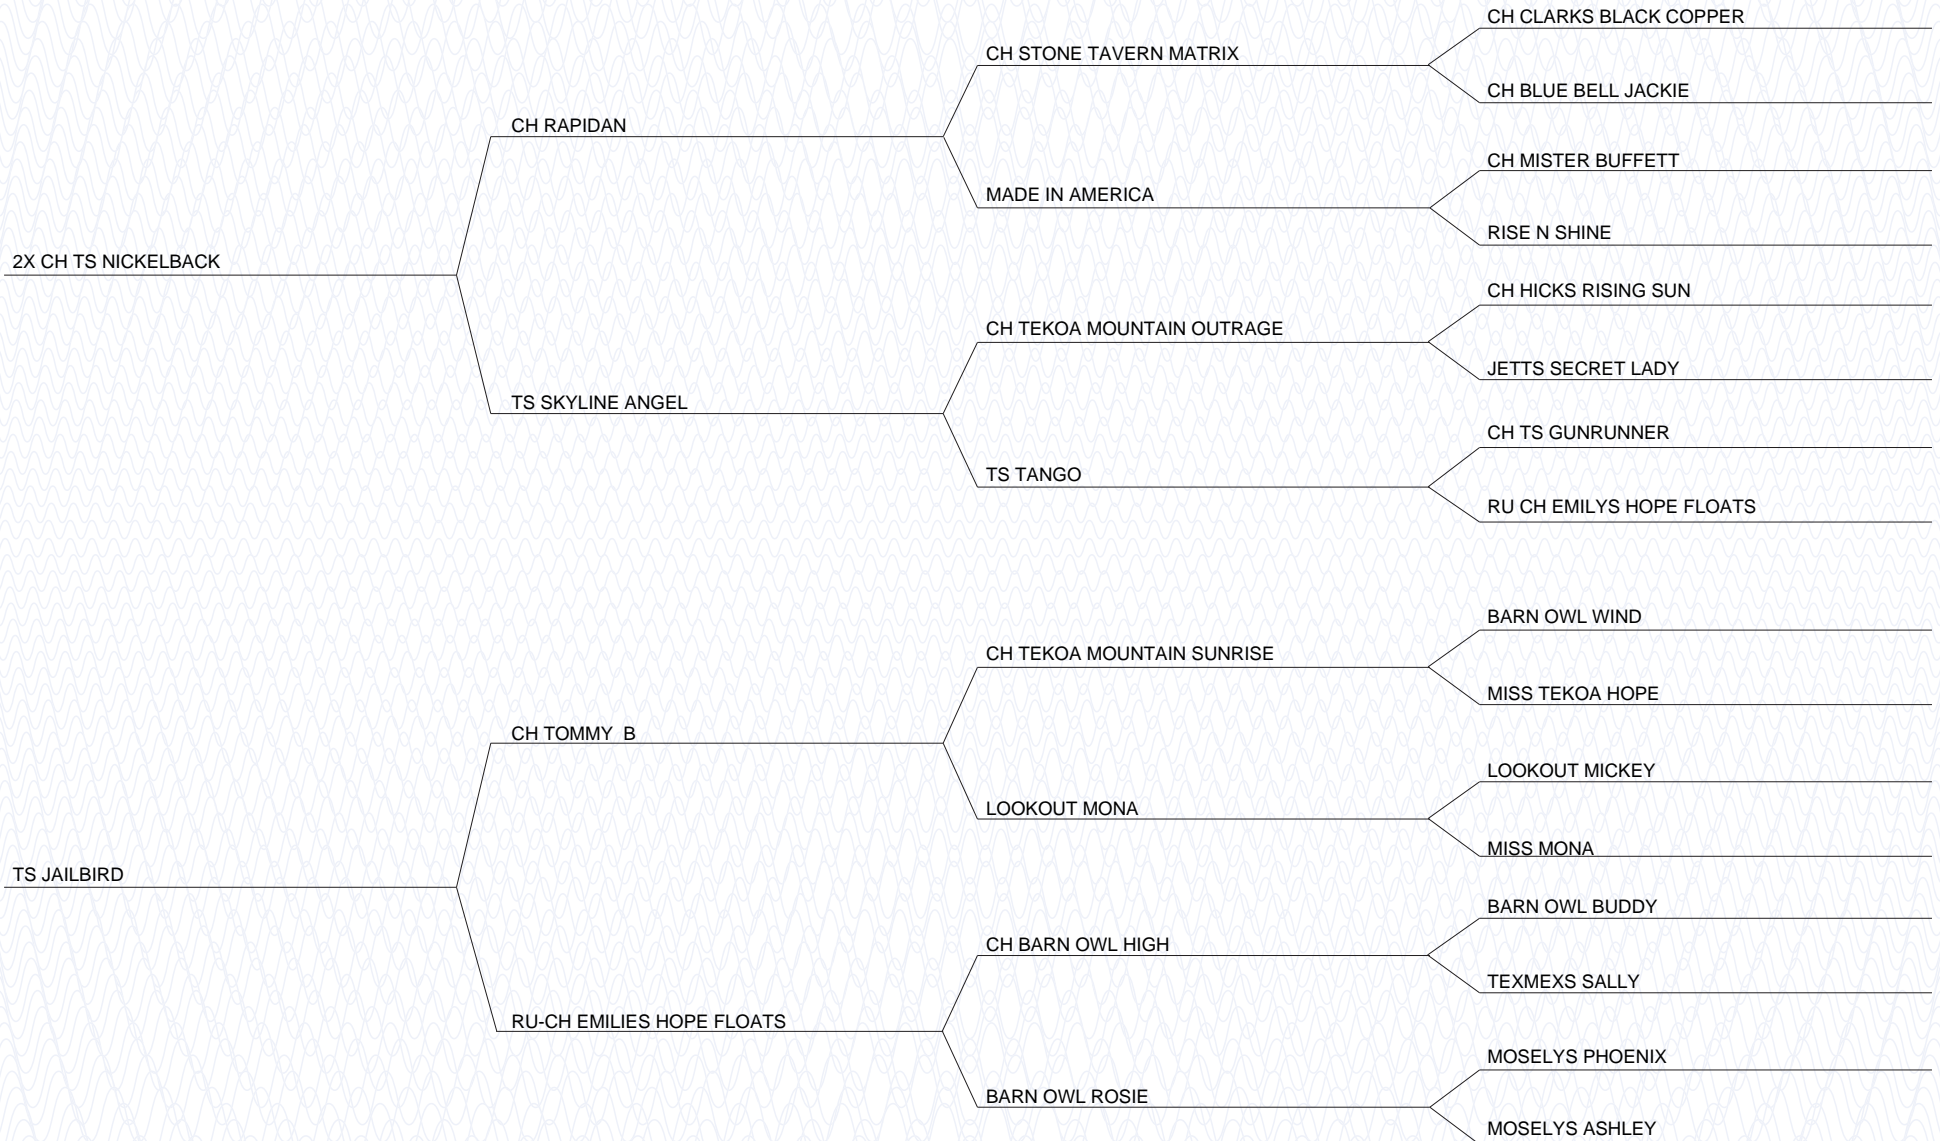 CH CLARKS BLACK COPPER
CH STONE TAVERN MATRIX
CH BLUE BELL JACKIE
CH RAPIDAN
CH MISTER BUFFETT
MADE IN AMERICA
RISE N SHINE
2X CH TS NICKELBACK
CH HICKS RISING SUN
CH TEKOA MOUNTAIN OUTRAGE
JETTS SECRET LADY
TS SKYLINE ANGEL
CH TS GUNRUNNER
TS TANGO
RU CH EMILYS HOPE FLOATS
BARN OWL WIND
CH TEKOA MOUNTAIN SUNRISE
MISS TEKOA HOPE
CH TOMMY  B
LOOKOUT MICKEY
LOOKOUT MONA
MISS MONA
TS JAILBIRD
BARN OWL BUDDY
CH BARN OWL HIGH
TEXMEXS SALLY
RU-CH EMILIES HOPE FLOATS
MOSELYS PHOENIX
BARN OWL ROSIE
MOSELYS ASHLEY